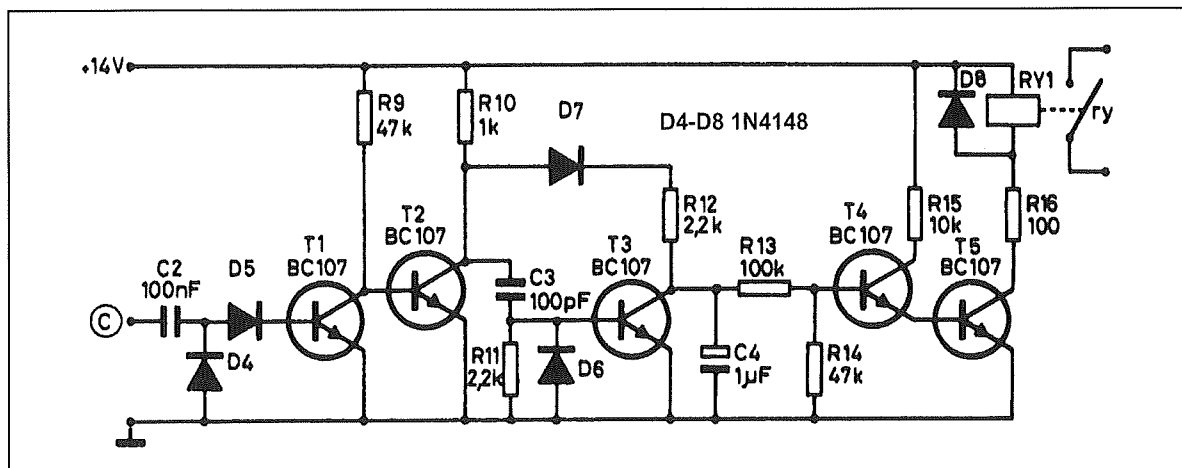 +14V
R9
47k
R10
1k
D7
D4-D8 1N4148
D8
RY1
ry
R12
2,2k
R15
10k
R16
100
T1
BC107
T2
BC107
T3
BC107
T4
BC107
T5
BC107
C2
100nF
D5
C3
100pF
R13
100k
C
D4
R11
2,2k
D6
C4
1µF
R14
47k